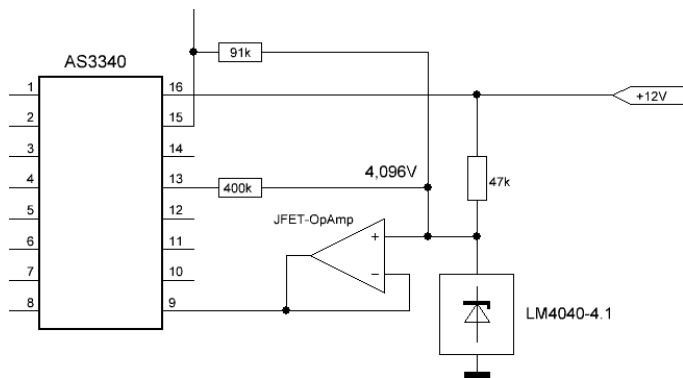 91k
AS3340
1 16
+12V
2 15
3 14
4,096V
4 13
400k
47k
5 12
JFET-OpAmp
6 11
+
7 10
−
8 9
LM4040-4.1